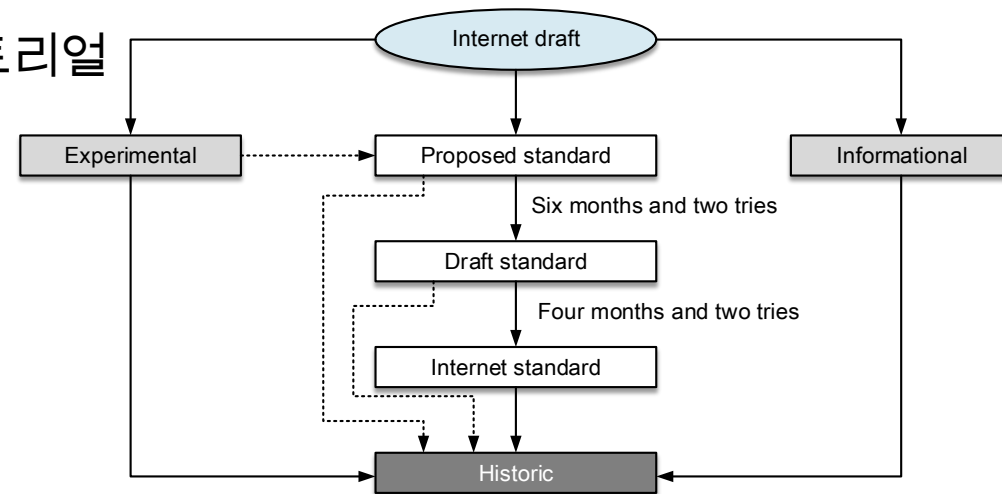 Internet draft
트리얼
Experimental
Proposed standard
Informational
Six months and two tries
Draft standard
Four months and two tries
Internet standard
Historic